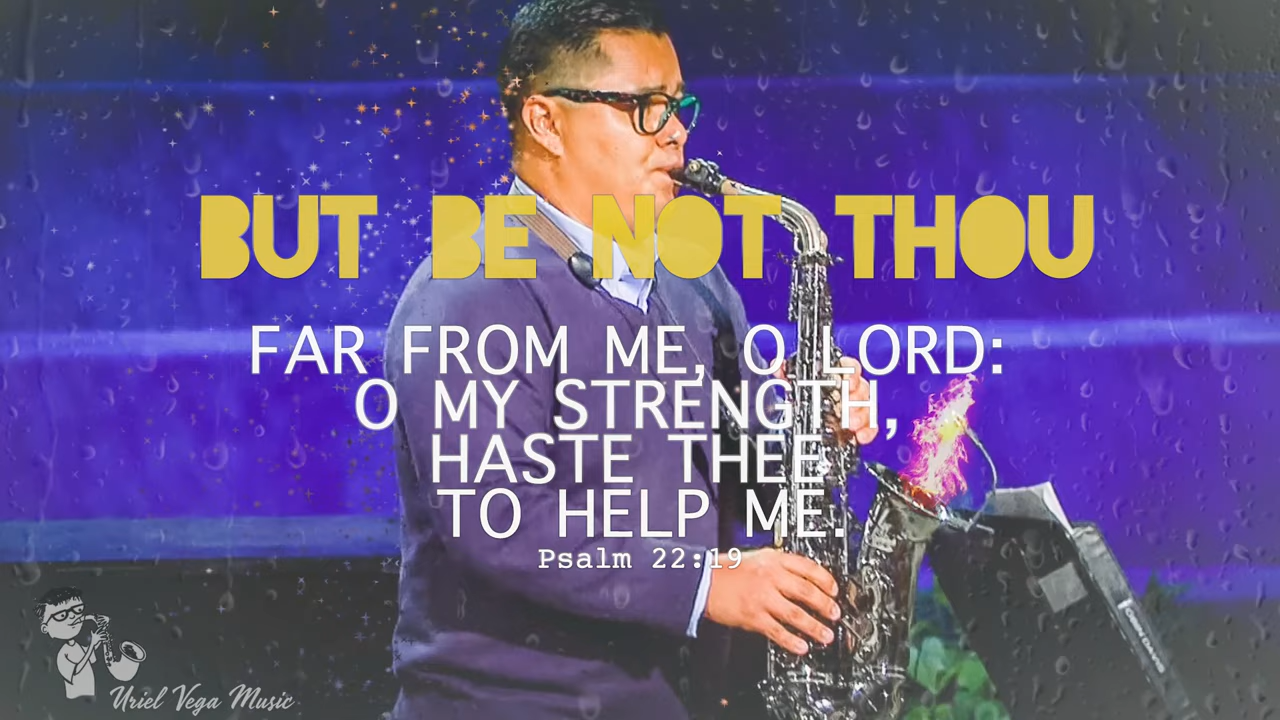 BUT BE NOT THOU
FAR FROM ME, O LORD:
O MY STRENGTH,
HASTE THEE
TO HELP ME.
Psalm 22:19
Uriel Vega Music